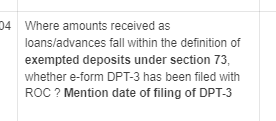 04 Where amounts received as
loans/advances fall within the definition of
exempted deposits under section 73,
whether e-form DPT-3 has been filed with
ROC ? Mention date of filing of DPT-3